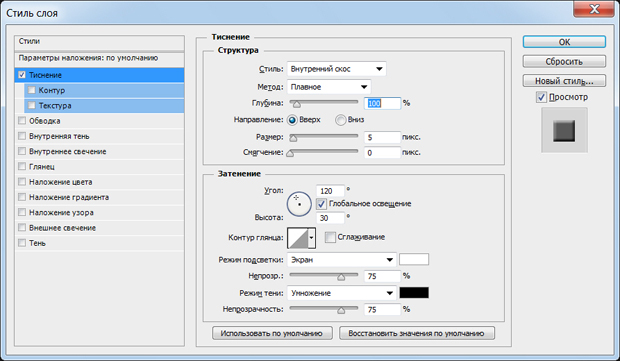 Стиль слоя
Стили
Параметры наложения: по умолчанию
Тиснение
Контур
Текстура
Обводка
Внутренняя тень
Внутреннее свечение
Глянец
Наложение цвета
Наложение градиента
Наложение узора
Внешнее свечение
Тень
Тиснение
Структура
Стиль: Внутренний скос
Метод: Плавное
Глубина: 100 %
Направление: Вверх Вниз
Размер: 5 пикс.
Смягчение: 0 пикс.
Затенение
Угол: 120 °
Глобальное освещение
Высота: 30 °
Контур глянца: Сглаживание
Режим подсветки: Экран
Непрозр.: 75 %
Режим тени: Умножение
Непрозрачность: 75 %
Использовать по умолчанию Восстановить значения по умолчанию
OK
Сбросить
Новый стиль...
Просмотр